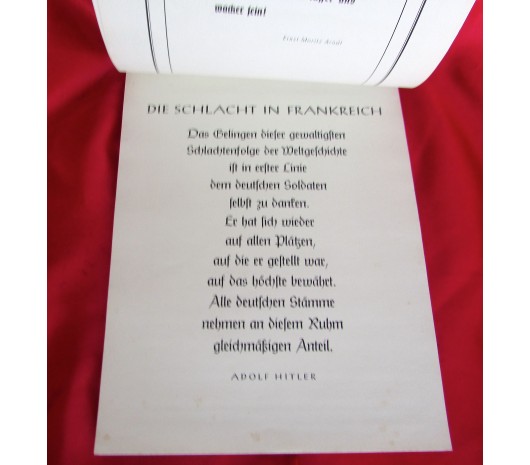 wacker sein!
Ernst Moritz Arndt
DIE SCHLACHT IN FRANKREICH
Das Gelingen dieser gewaltigsten
Schlachtenfolge der Weltgeschichte
ist in erster Linie
dem deutschen Soldaten
selbst zu danken.
Er hat sich wieder
auf allen Plätzen,
auf die er gestellt war,
auf das höchste bewährt.
Alle deutschen Stämme
nehmen an diesem Ruhm
gleichmäßigen Anteil.
ADOLF HITLER